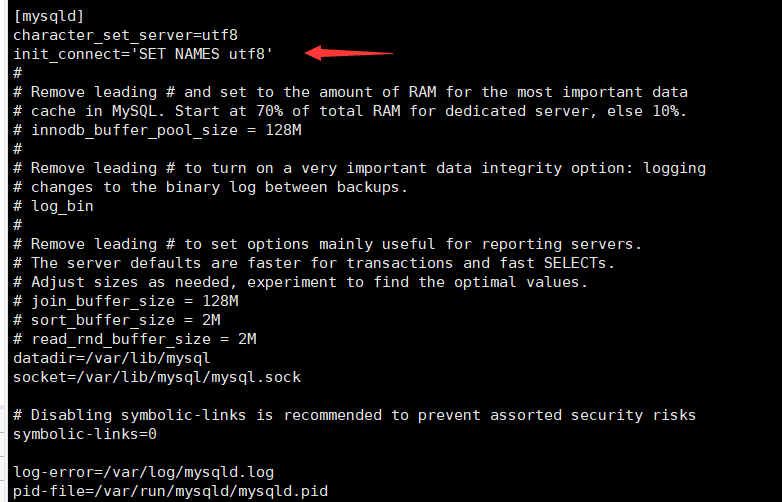 [mysqld]
character_set_server=utf8
init_connect='SET NAMES utf8'
#
# Remove leading # and set to the amount of RAM for the most important data
# cache in MySQL. Start at 70% of total RAM for dedicated server, else 10%.
# innodb_buffer_pool_size = 128M
#
# Remove leading # to turn on a very important data integrity option: logging
# changes to the binary log between backups.
# log_bin
#
# Remove leading # to set options mainly useful for reporting servers.
# The server defaults are faster for transactions and fast SELECTs.
# Adjust sizes as needed, experiment to find the optimal values.
# join_buffer_size = 128M
# sort_buffer_size = 2M
# read_rnd_buffer_size = 2M
datadir=/var/lib/mysql
socket=/var/lib/mysql/mysql.sock

# Disabling symbolic-links is recommended to prevent assorted security risks
symbolic-links=0

log-error=/var/log/mysqld.log
pid-file=/var/run/mysqld/mysqld.pid